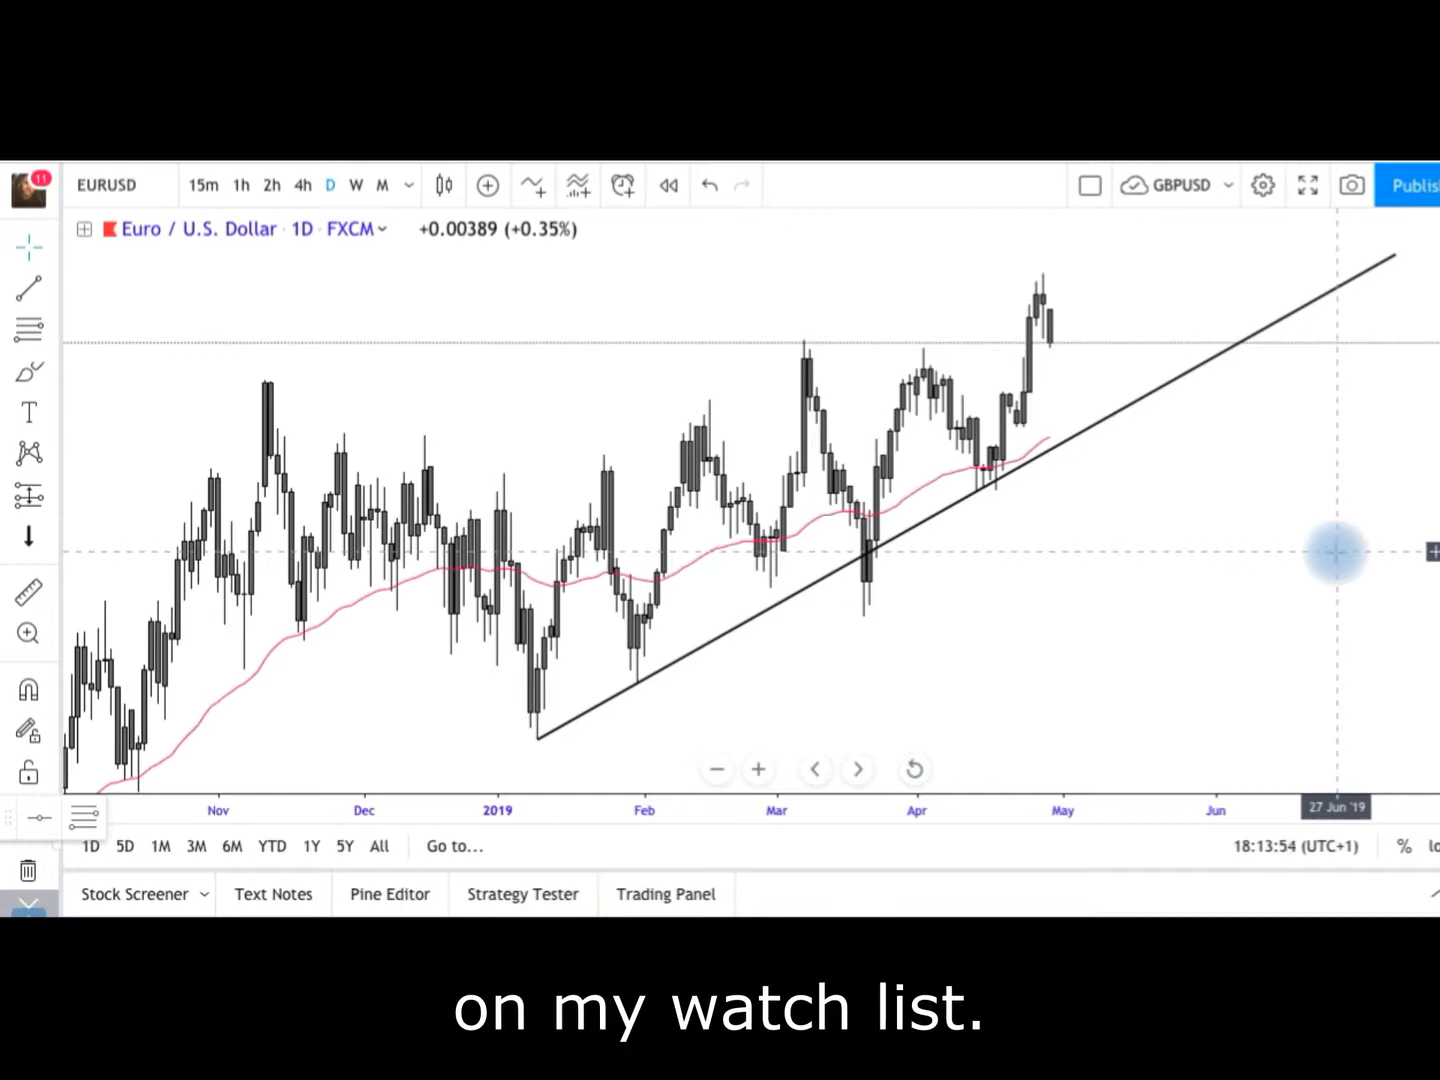 11
EURUSD 15m 1h 2h 4h D W M GBPUSD Publis
Euro / U.S. Dollar · 1D · FXCM +0.00389 (+0.35%)
T
Nov Dec 2019 Feb Mar Apr May Jun 27 Jun '19
1D 5D 1M 3M 6M YTD 1Y 5Y All Go to... 18:13:54 (UTC+1) % lo
Stock Screener Text Notes Pine Editor Strategy Tester Trading Panel
on my watch list.